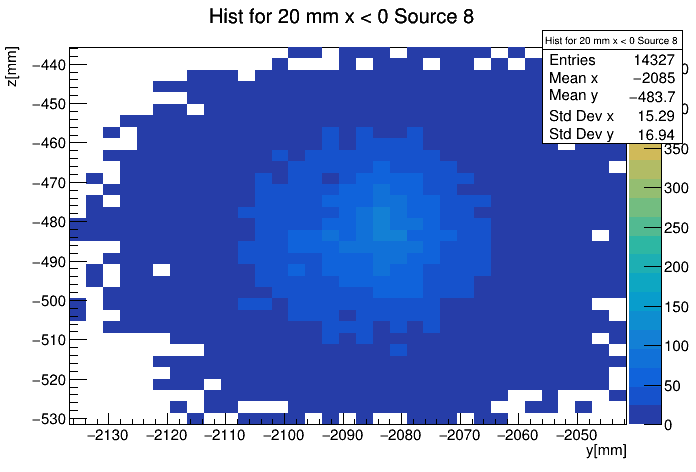 Hist for 20 mm x < 0 Source 8
Hist for 20 mm x < 0 Source 8
Entries 14327
Mean x −2085
Mean y −483.7
Std Dev x 15.29
Std Dev y 16.94
z[mm]
−440
−450
−460
−470
−480
−490
−500
−510
−520
−530
−2130 −2120 −2110 −2100 −2090 −2080 −2070 −2060 −2050
y[mm]
350
300
250
200
150
100
50
0